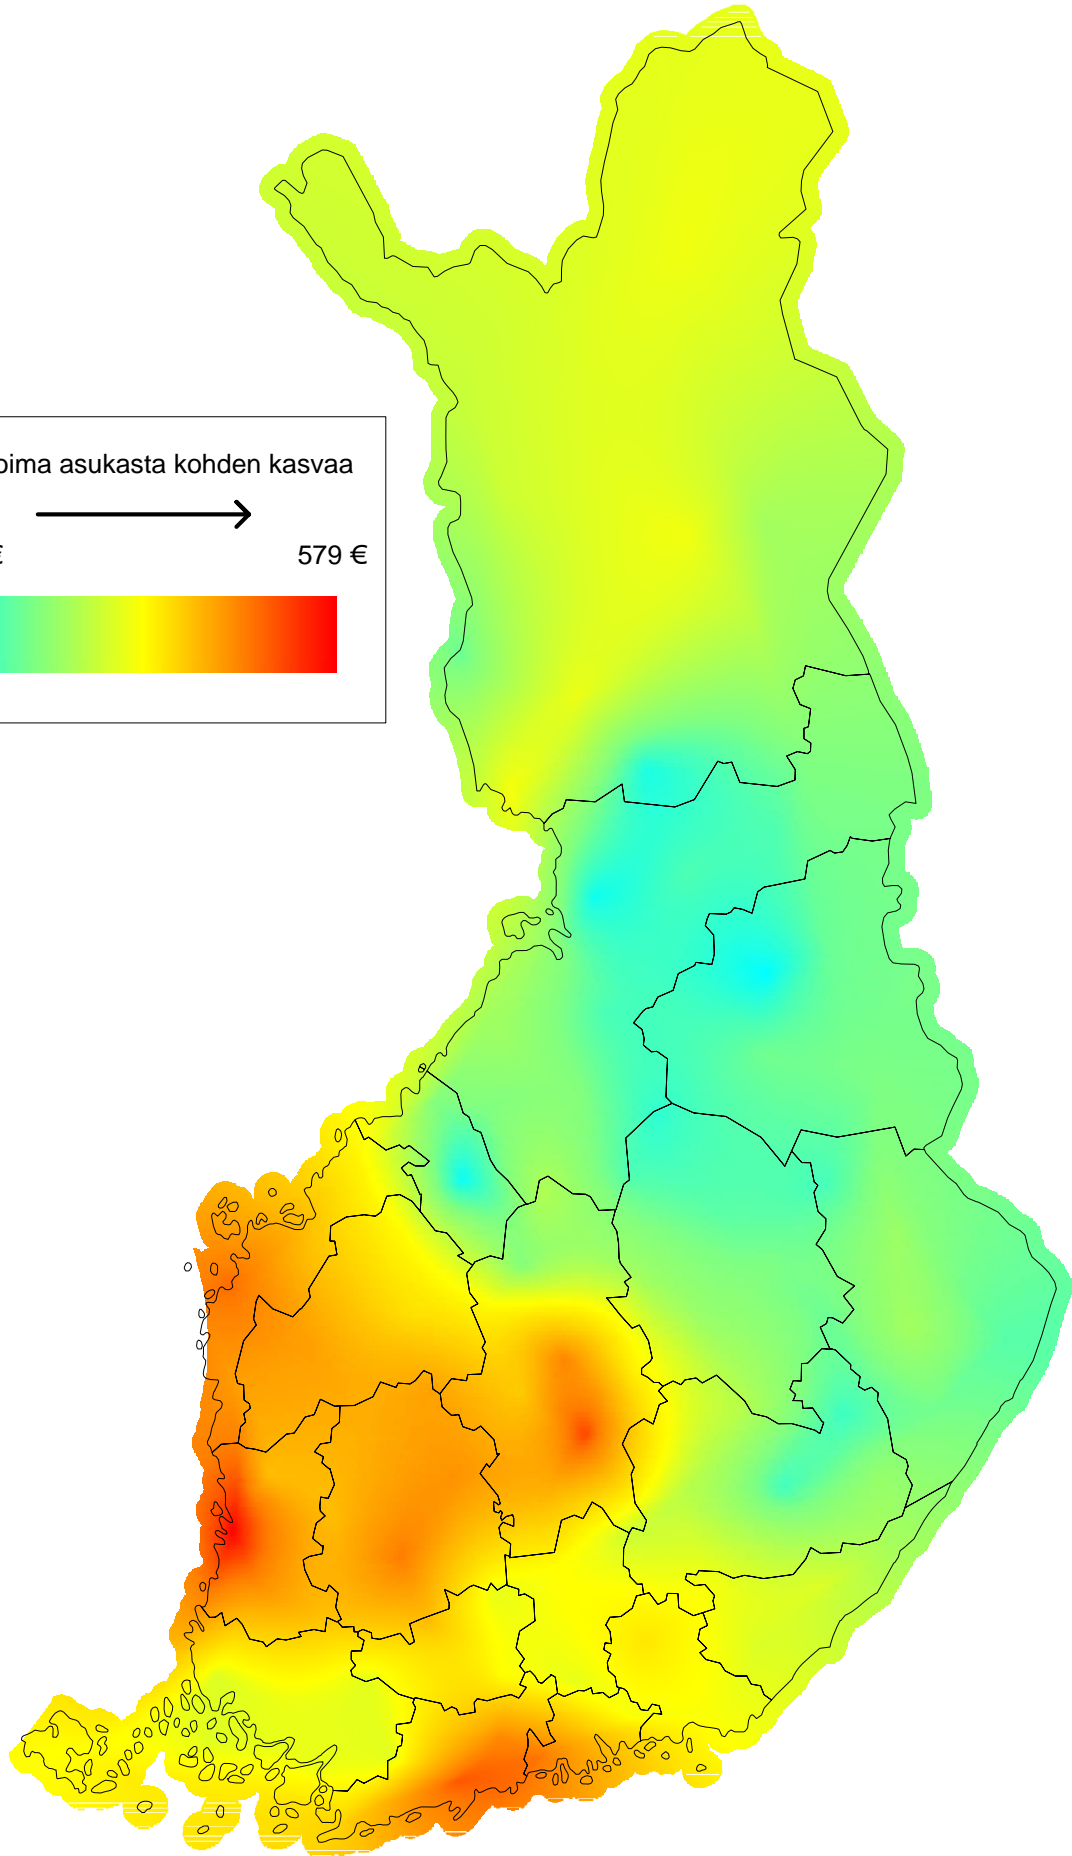 asukasta kohden kasvaa
€ 579 €